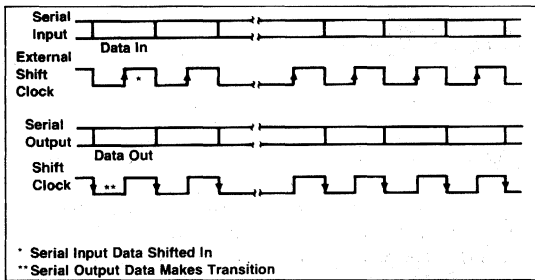 Serial
Input
Data In
External
Shift
Clock
*
Serial
Output
Data Out
Shift
Clock
**
* Serial Input Data Shifted In
** Serial Output Data Makes Transition